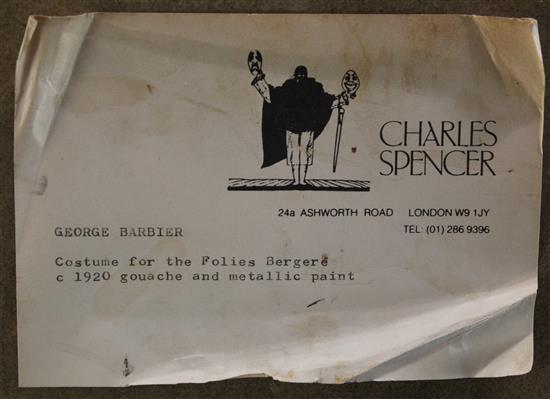 CHARLES
SPENCER
24a ASHWORTH ROAD LONDON W9 1JY
TEL: (01) 286 9396
GEORGE BARBIER
Costume for the Folies Bergere
c 1920 gouache and metallic paint